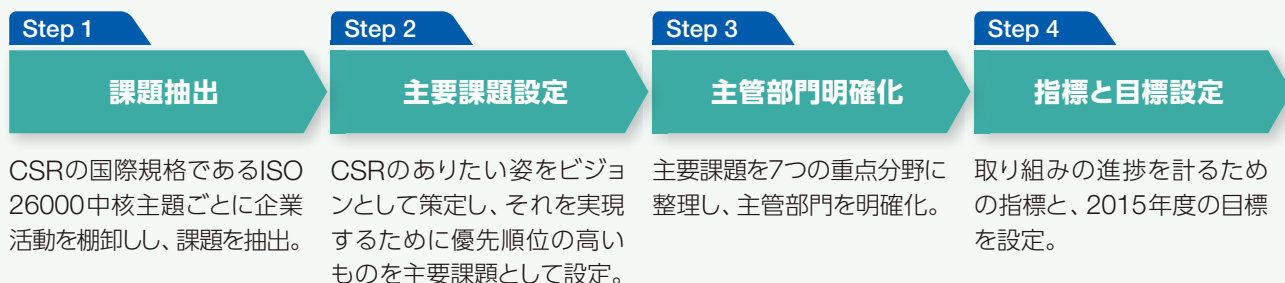 Step 1
課題抽出
CSRの国際規格であるISO
26000中核主題ごとに企業
活動を棚卸しし、課題を抽出。
Step 2
主要課題設定
CSRのありたい姿をビジョ
ンとして策定し、それを実現
するために優先順位の高い
ものを主要課題として設定。
Step 3
主管部門明確化
主要課題を7つの重点分野に
整理し、主管部門を明確化。
Step 4
指標と目標設定
取り組みの進捗を計るため
の指標と、2015年度の目標
を設定。